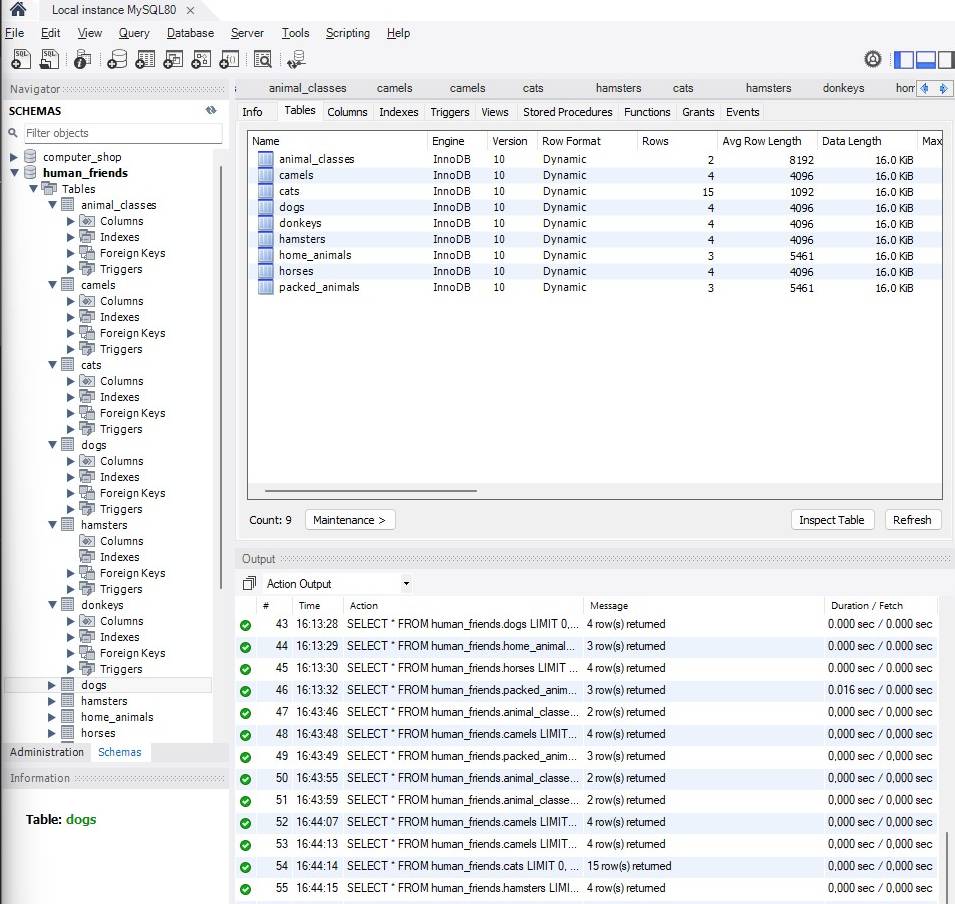 Local instance MySQL80
File Edit View Query Database Server Tools Scripting Help
Navigator
SCHEMAS
Filter objects
computer_shop
human_friends
Tables
animal_classes
Columns
Indexes
Foreign Keys
Triggers
camels
Columns
Indexes
Foreign Keys
Triggers
cats
Columns
Indexes
Foreign Keys
Triggers
dogs
Columns
Indexes
Foreign Keys
Triggers
hamsters
Columns
Indexes
Foreign Keys
Triggers
donkeys
Columns
Indexes
Foreign Keys
Triggers
dogs
hamsters
home_animals
horses
Administration Schemas
Information
Table: dogs
animal_classes camels camels cats hamsters cats hamsters donkeys hom
Info Tables Columns Indexes Triggers Views Stored Procedures Functions Grants Events
Name Engine Version Row Format Rows Avg Row Length Data Length Max
animal_classes InnoDB 10 Dynamic 2 8192 16.0 KiB
camels InnoDB 10 Dynamic 4 4096 16.0 KiB
cats InnoDB 10 Dynamic 15 1092 16.0 KiB
dogs InnoDB 10 Dynamic 4 4096 16.0 KiB
donkeys InnoDB 10 Dynamic 4 4096 16.0 KiB
hamsters InnoDB 10 Dynamic 4 4096 16.0 KiB
home_animals InnoDB 10 Dynamic 3 5461 16.0 KiB
horses InnoDB 10 Dynamic 4 4096 16.0 KiB
packed_animals InnoDB 10 Dynamic 3 5461 16.0 KiB
Count: 9 Maintenance > Inspect Table Refresh
Output
Action Output
# Time Action Message Duration / Fetch
43 16:13:28 SELECT * FROM human_friends.dogs LIMIT 0,... 4 row(s) returned 0.000 sec / 0.000 sec
44 16:13:29 SELECT * FROM human_friends.home_animal... 3 row(s) returned 0.000 sec / 0.000 sec
45 16:13:30 SELECT * FROM human_friends.horses LIMIT ... 4 row(s) returned 0.000 sec / 0.000 sec
46 16:13:32 SELECT * FROM human_friends.packed_anim... 3 row(s) returned 0.016 sec / 0.000 sec
47 16:43:46 SELECT * FROM human_friends.animal_classe... 2 row(s) returned 0,000 sec / 0,000 sec
48 16:43:48 SELECT * FROM human_friends.camels LIMIT... 4 row(s) returned 0,000 sec / 0,000 sec
49 16:43:49 SELECT * FROM human_friends.packed_anim... 3 row(s) returned 0,000 sec / 0,000 sec
50 16:43:55 SELECT * FROM human_friends.animal_classe... 2 row(s) returned 0,000 sec / 0,000 sec
51 16:43:59 SELECT * FROM human_friends.animal_classe... 2 row(s) returned 0,000 sec / 0,000 sec
52 16:44:07 SELECT * FROM human_friends.camels LIMIT... 4 row(s) returned 0,000 sec / 0,000 sec
53 16:44:13 SELECT * FROM human_friends.camels LIMIT... 4 row(s) returned 0,000 sec / 0,000 sec
54 16:44:14 SELECT * FROM human_friends.cats LIMIT 0, ... 15 row(s) returned 0,000 sec / 0,000 sec
55 16:44:15 SELECT * FROM human_friends.hamsters LIMI... 4 row(s) returned 0,000 sec / 0,000 sec